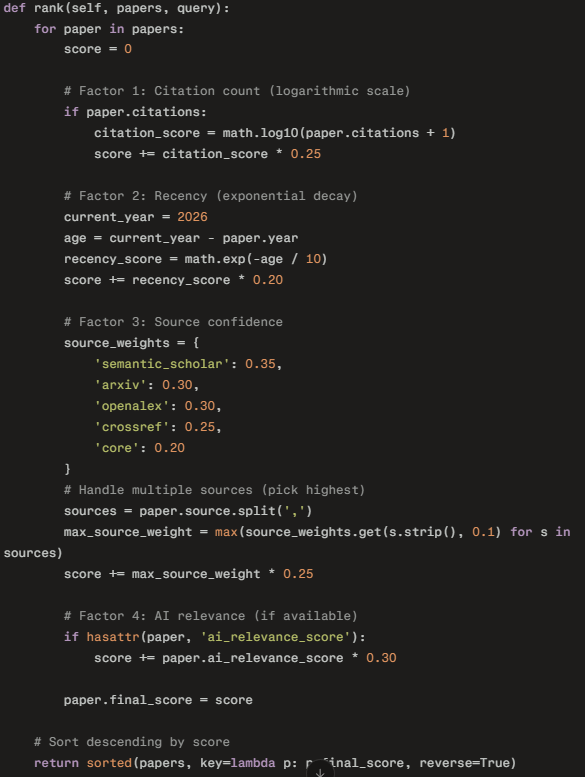 def rank(self, papers, query):
    for paper in papers:
        score = 0

        # Factor 1: Citation count (logarithmic scale)
        if paper.citations:
            citation_score = math.log10(paper.citations + 1)
            score += citation_score * 0.25

        # Factor 2: Recency (exponential decay)
        current_year = 2026
        age = current_year - paper.year
        recency_score = math.exp(-age / 10)
        score += recency_score * 0.20

        # Factor 3: Source confidence
        source_weights = {
            'semantic_scholar': 0.35,
            'arxiv': 0.30,
            'openalex': 0.30,
            'crossref': 0.25,
            'core': 0.20
        }
        # Handle multiple sources (pick highest)
        sources = paper.source.split(',')
        max_source_weight = max(source_weights.get(s.strip(), 0.1) for s in
sources)
        score += max_source_weight * 0.25

        # Factor 4: AI relevance (if available)
        if hasattr(paper, 'ai_relevance_score'):
            score += paper.ai_relevance_score * 0.30

        paper.final_score = score

    # Sort descending by score
    return sorted(papers, key=lambda p: final_score, reverse=True)